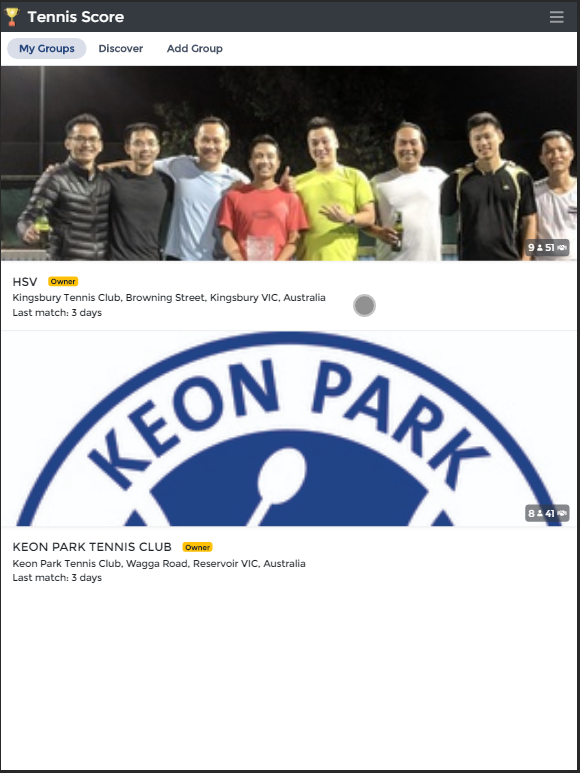 Tennis Score
My Groups Discover Add Group
9 51
HSV Owner
Kingsbury Tennis Club, Browning Street, Kingsbury VIC, Australia
Last match: 3 days
KEON PARK
8 41
KEON PARK TENNIS CLUB Owner
Keon Park Tennis Club, Wagga Road, Reservoir VIC, Australia
Last match: 3 days